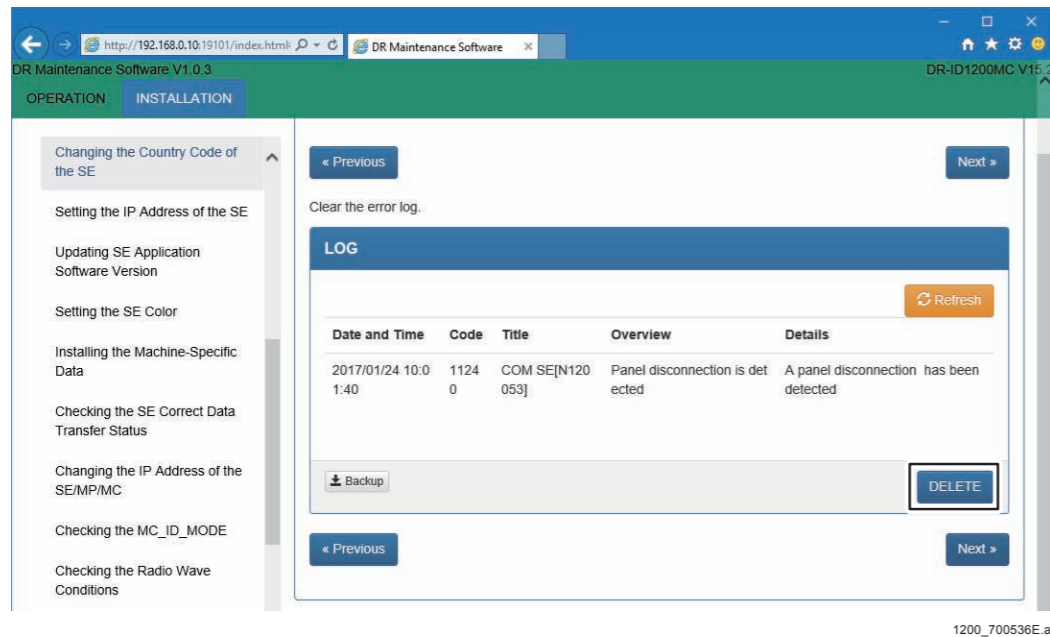 http://192.168.0.10:19101/index.html
DR Maintenance Software
DR Maintenance Software V1.0.3
DR-ID1200MC V15.2
OPERATION
INSTALLATION
Changing the Country Code of
the SE
Setting the IP Address of the SE
Updating SE Application
Software Version
Setting the SE Color
Installing the Machine-Specific
Data
Checking the SE Correct Data
Transfer Status
Changing the IP Address of the
SE/MP/MC
Checking the MC_ID_MODE
Checking the Radio Wave
Conditions
« Previous
Next »
Clear the error log.
LOG
Refresh
Date and Time Code Title Overview Details
2017/01/24 10:0 1124 COM SE[N120 Panel disconnection is det A panel disconnection has been
1:40 0 053] ected detected
Backup
DELETE
« Previous
Next »
1200_700536E.a